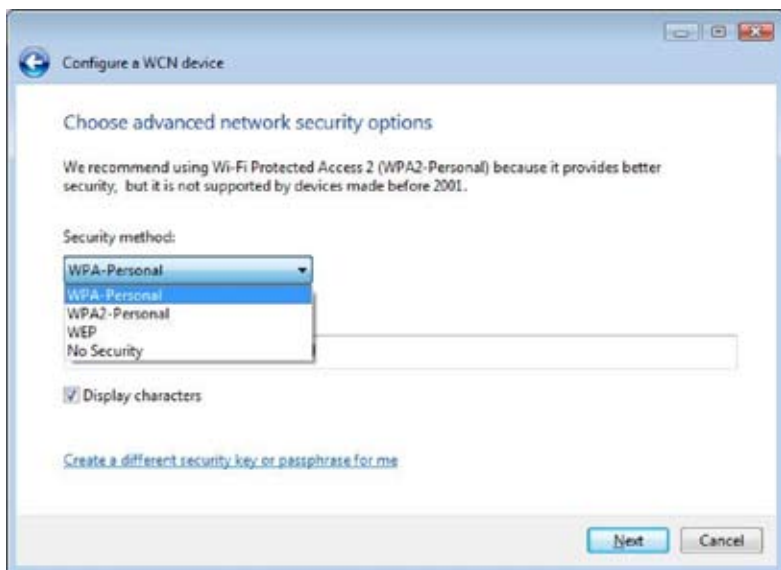 Configure a WCN device
Choose advanced network security options
We recommend using Wi-Fi Protected Access 2 (WPA2-Personal) because it provides better
security, but it is not supported by devices made before 2001.
Security method:
WPA-Personal
WPA-Personal
WPA2-Personal
WEP
No Security
Display characters
Create a different security key or passphrase for me
Next
Cancel